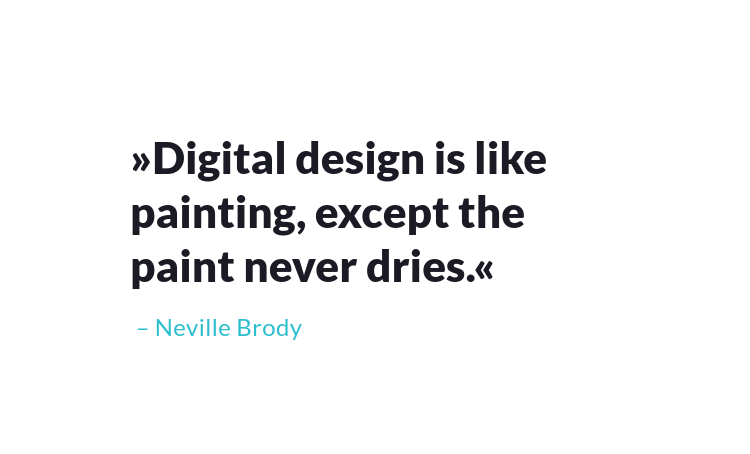 »Digital design is like
painting, except the
paint never dries.«
– Neville Brody